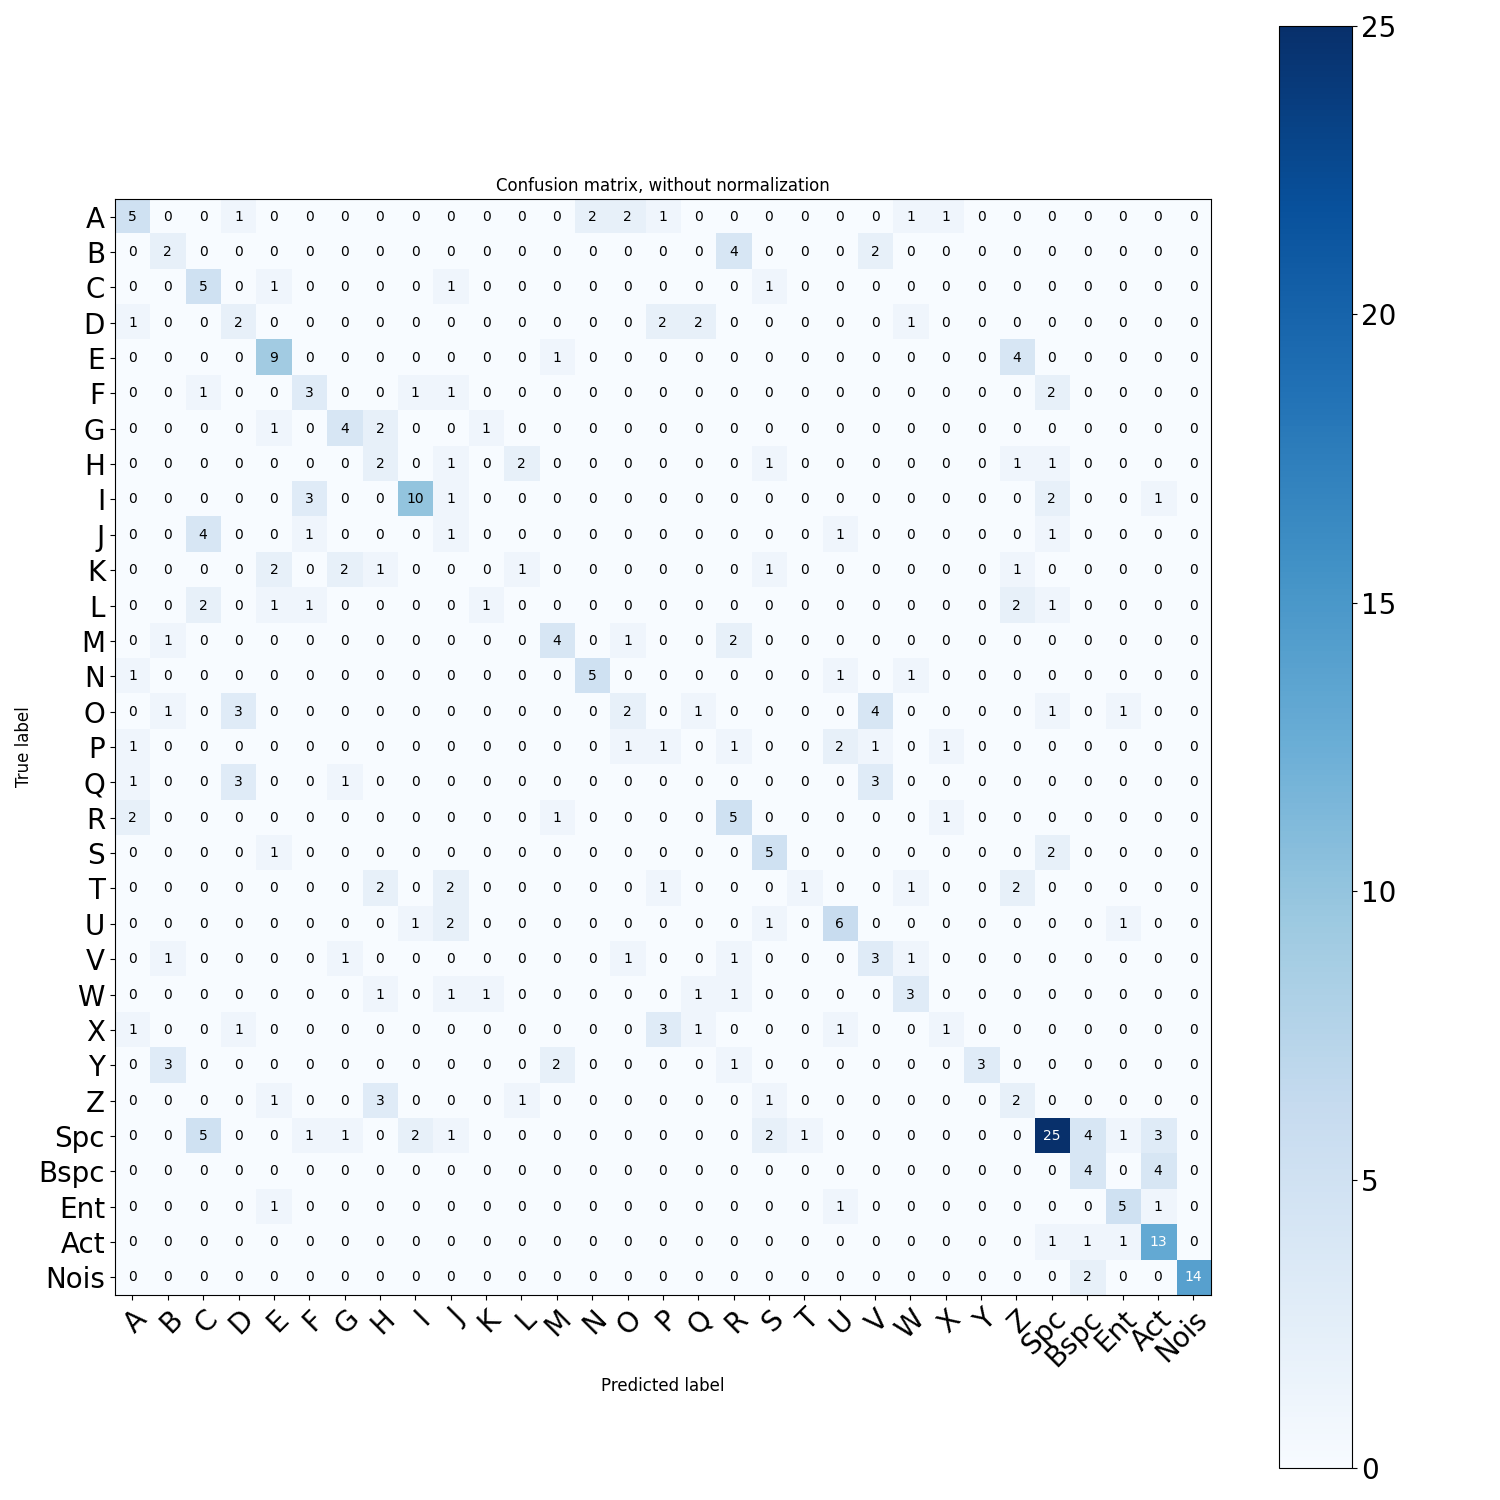 Confusion matrix, without normalization
A 5 0 0 1 0 0 0 0 0 0 0 0 0 2 2 1 0 0 0 0 0 0 1 1 0 0 0 0 0 0 0
B 0 2 0 0 0 0 0 0 0 0 0 0 0 0 0 0 0 4 0 0 0 2 0 0 0 0 0 0 0 0 0
C 0 0 5 0 1 0 0 0 0 1 0 0 0 0 0 0 0 0 1 0 0 0 0 0 0 0 0 0 0 0 0
D 1 0 0 2 0 0 0 0 0 0 0 0 0 0 0 2 2 0 0 0 0 0 1 0 0 0 0 0 0 0 0
E 0 0 0 0 9 0 0 0 0 0 0 0 1 0 0 0 0 0 0 0 0 0 0 0 0 4 0 0 0 0 0
F 0 0 1 0 0 3 0 0 1 1 0 0 0 0 0 0 0 0 0 0 0 0 0 0 0 0 2 0 0 0 0
G 0 0 0 0 1 0 4 2 0 0 1 0 0 0 0 0 0 0 0 0 0 0 0 0 0 0 0 0 0 0 0
H 0 0 0 0 0 0 0 2 0 1 0 2 0 0 0 0 0 0 1 0 0 0 0 0 0 1 1 0 0 0 0
I 0 0 0 0 0 3 0 0 10 1 0 0 0 0 0 0 0 0 0 0 0 0 0 0 0 0 2 0 0 1 0
J 0 0 4 0 0 1 0 0 0 1 0 0 0 0 0 0 0 0 0 0 1 0 0 0 0 0 1 0 0 0 0
K 0 0 0 0 2 0 2 1 0 0 0 1 0 0 0 0 0 0 1 0 0 0 0 0 0 1 0 0 0 0 0
L 0 0 2 0 1 1 0 0 0 0 1 0 0 0 0 0 0 0 0 0 0 0 0 0 0 2 1 0 0 0 0
M 0 1 0 0 0 0 0 0 0 0 0 0 4 0 1 0 0 2 0 0 0 0 0 0 0 0 0 0 0 0 0
N 1 0 0 0 0 0 0 0 0 0 0 0 0 5 0 0 0 0 0 0 1 0 1 0 0 0 0 0 0 0 0
O 0 1 0 3 0 0 0 0 0 0 0 0 0 0 2 0 1 0 0 0 0 4 0 0 0 0 1 0 1 0 0
P 1 0 0 0 0 0 0 0 0 0 0 0 0 0 1 1 0 1 0 0 2 1 0 1 0 0 0 0 0 0 0
Q 1 0 0 3 0 0 1 0 0 0 0 0 0 0 0 0 0 0 0 0 0 3 0 0 0 0 0 0 0 0 0
R 2 0 0 0 0 0 0 0 0 0 0 0 1 0 0 0 0 5 0 0 0 0 0 1 0 0 0 0 0 0 0
S 0 0 0 0 1 0 0 0 0 0 0 0 0 0 0 0 0 0 5 0 0 0 0 0 0 0 2 0 0 0 0
T 0 0 0 0 0 0 0 2 0 2 0 0 0 0 0 1 0 0 0 1 0 0 1 0 0 2 0 0 0 0 0
U 0 0 0 0 0 0 0 0 1 2 0 0 0 0 0 0 0 0 1 0 6 0 0 0 0 0 0 0 1 0 0
V 0 1 0 0 0 0 1 0 0 0 0 0 0 0 1 0 0 1 0 0 0 3 1 0 0 0 0 0 0 0 0
W 0 0 0 0 0 0 0 1 0 1 1 0 0 0 0 0 1 1 0 0 0 0 3 0 0 0 0 0 0 0 0
X 1 0 0 1 0 0 0 0 0 0 0 0 0 0 0 3 1 0 0 0 1 0 0 1 0 0 0 0 0 0 0
Y 0 3 0 0 0 0 0 0 0 0 0 0 2 0 0 0 0 1 0 0 0 0 0 0 3 0 0 0 0 0 0
Z 0 0 0 0 1 0 0 3 0 0 0 1 0 0 0 0 0 0 1 0 0 0 0 0 0 2 0 0 0 0 0
Spc 0 0 5 0 0 1 1 0 2 1 0 0 0 0 0 0 0 0 2 1 0 0 0 0 0 0 25 4 1 3 0
Bspc 0 0 0 0 0 0 0 0 0 0 0 0 0 0 0 0 0 0 0 0 0 0 0 0 0 0 0 4 0 4 0
Ent 0 0 0 0 1 0 0 0 0 0 0 0 0 0 0 0 0 0 0 0 1 0 0 0 0 0 0 0 5 1 0
Act 0 0 0 0 0 0 0 0 0 0 0 0 0 0 0 0 0 0 0 0 0 0 0 0 0 0 1 1 1 13 0
Nois 0 0 0 0 0 0 0 0 0 0 0 0 0 0 0 0 0 0 0 0 0 0 0 0 0 0 0 2 0 0 14
A B C D E F G H I J K L M N O P Q R S T U V W X Y Z Spc Bspc Ent Act Nois
Predicted label
True label
25
20
15
10
5
0